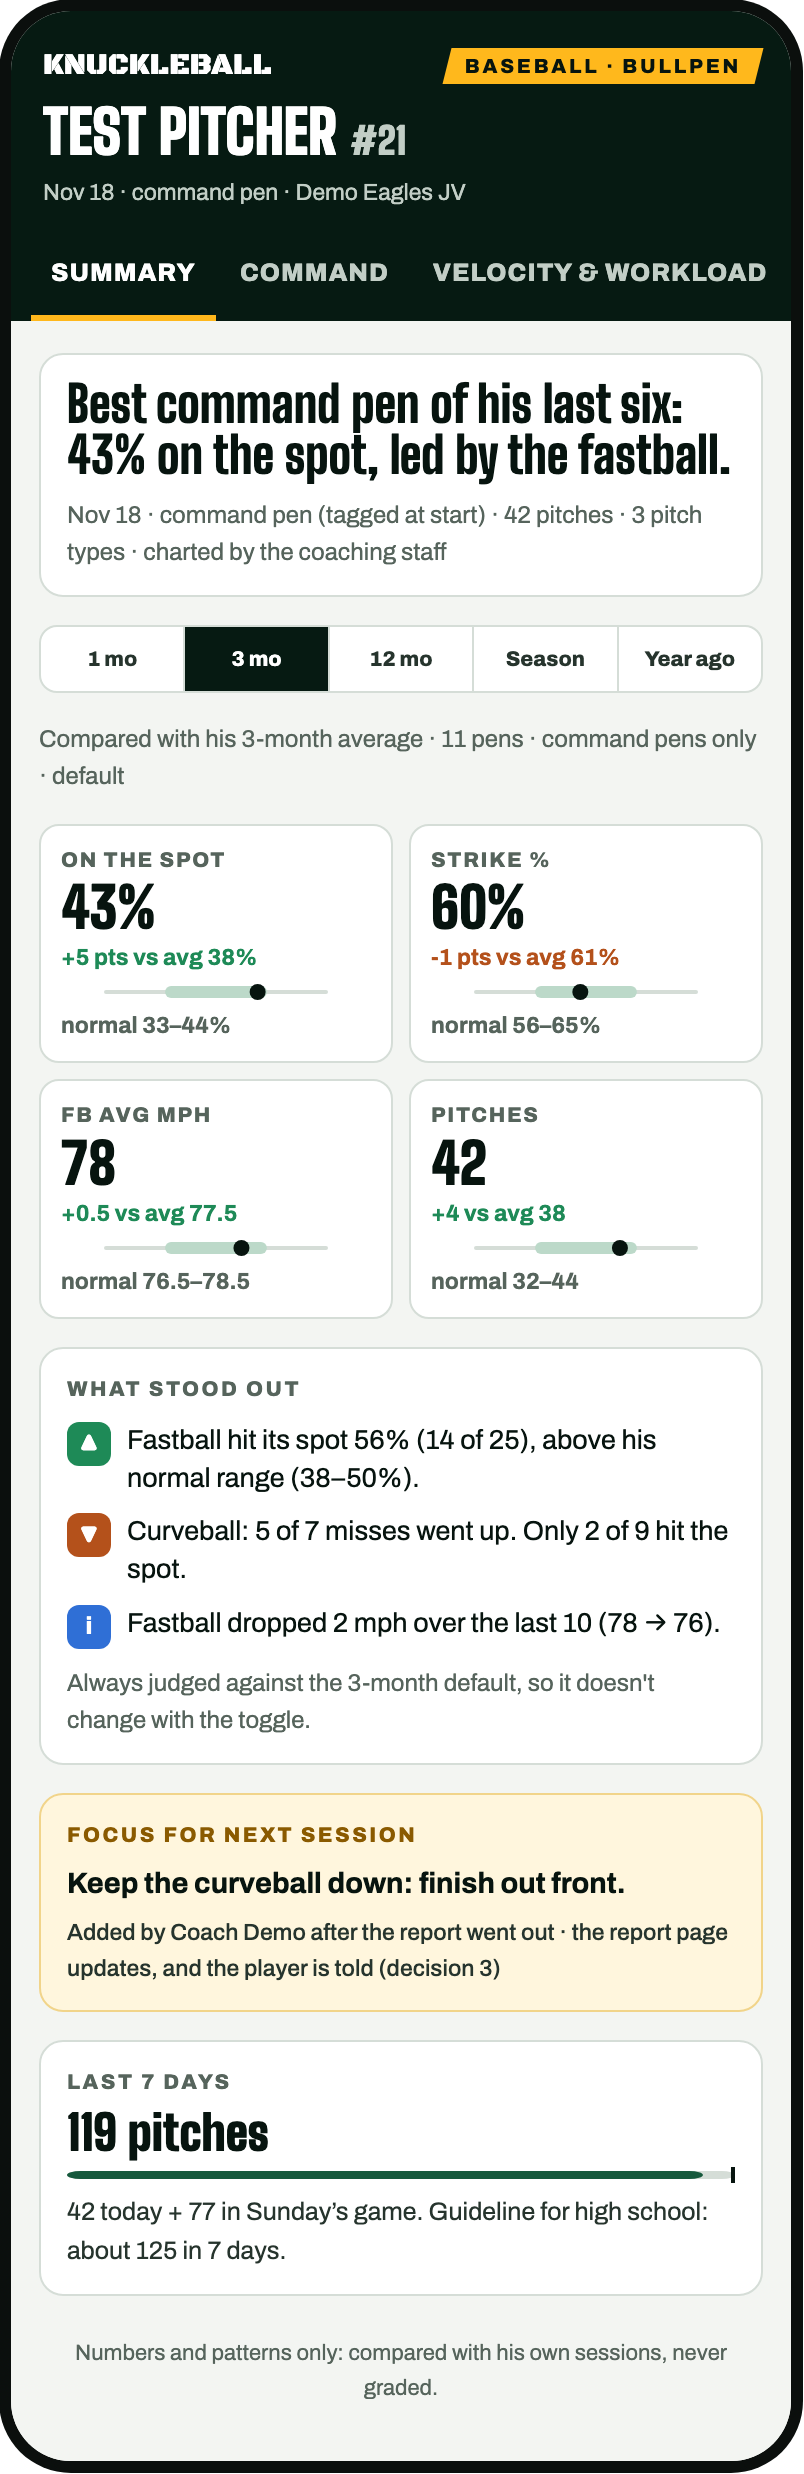 KNUCKLEBALL
BASEBALL · BULLPEN
TEST PITCHER #21
Nov 18 · command pen · Demo Eagles JV
SUMMARY
COMMAND
VELOCITY & WORKLOAD
Best command pen of his last six:
43% on the spot, led by the fastball.
Nov 18 · command pen (tagged at start) · 42 pitches · 3 pitch
types · charted by the coaching staff
1 mo
3 mo
12 mo
Season
Year ago
Compared with his 3-month average · 11 pens · command pens only
· default
ON THE SPOT
43%
+5 pts vs avg 38%
normal 33–44%
STRIKE %
60%
-1 pts vs avg 61%
normal 56–65%
FB AVG MPH
78
+0.5 vs avg 77.5
normal 76.5–78.5
PITCHES
42
+4 vs avg 38
normal 32–44
WHAT STOOD OUT
Fastball hit its spot 56% (14 of 25), above his
normal range (38–50%).
Curveball: 5 of 7 misses went up. Only 2 of 9 hit the
spot.
i Fastball dropped 2 mph over the last 10 (78 → 76).
Always judged against the 3-month default, so it doesn't
change with the toggle.
FOCUS FOR NEXT SESSION
Keep the curveball down: finish out front.
Added by Coach Demo after the report went out · the report page
updates, and the player is told (decision 3)
LAST 7 DAYS
119 pitches
42 today + 77 in Sunday’s game. Guideline for high school:
about 125 in 7 days.
Numbers and patterns only: compared with his own sessions, never
graded.